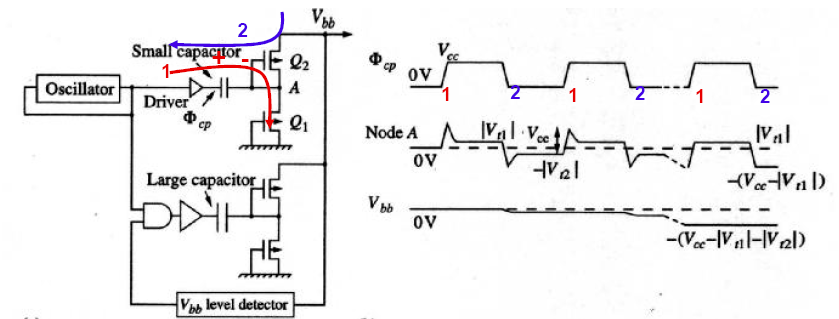 2
V_bb
Small capacitor
+ -
1
Q_2
A
Oscillator
Driver
Φ_cp
Q_1
Large capacitor
V_bb level detector
Φ_cp
V_cc
0V
1 2 1 2 1 2
Node A
|V_t1| V_cc |V_t1|
0V
-|V_t2|
-(V_cc-|V_t1|)
V_bb
0V
-(V_cc-|V_t1|-|V_t2|)